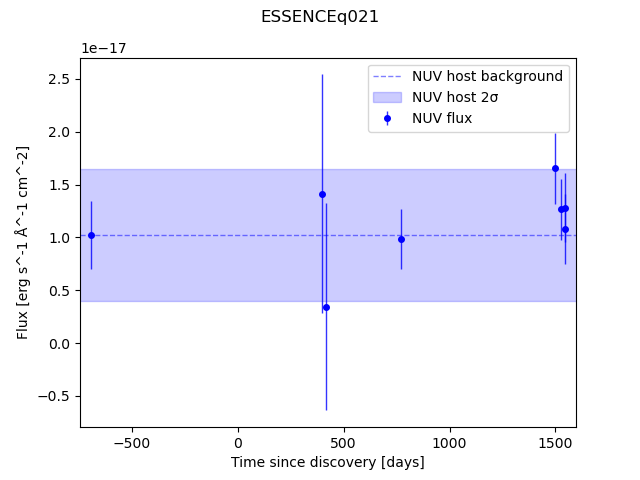 ESSENCEq021
1e−17
NUV host background
NUV host 2σ
NUV flux
2.5
2.0
1.5
1.0
0.5
0.0
−0.5
Flux [erg s^-1 Å^-1 cm^-2]
−500
0
500
1000
1500
Time since discovery [days]